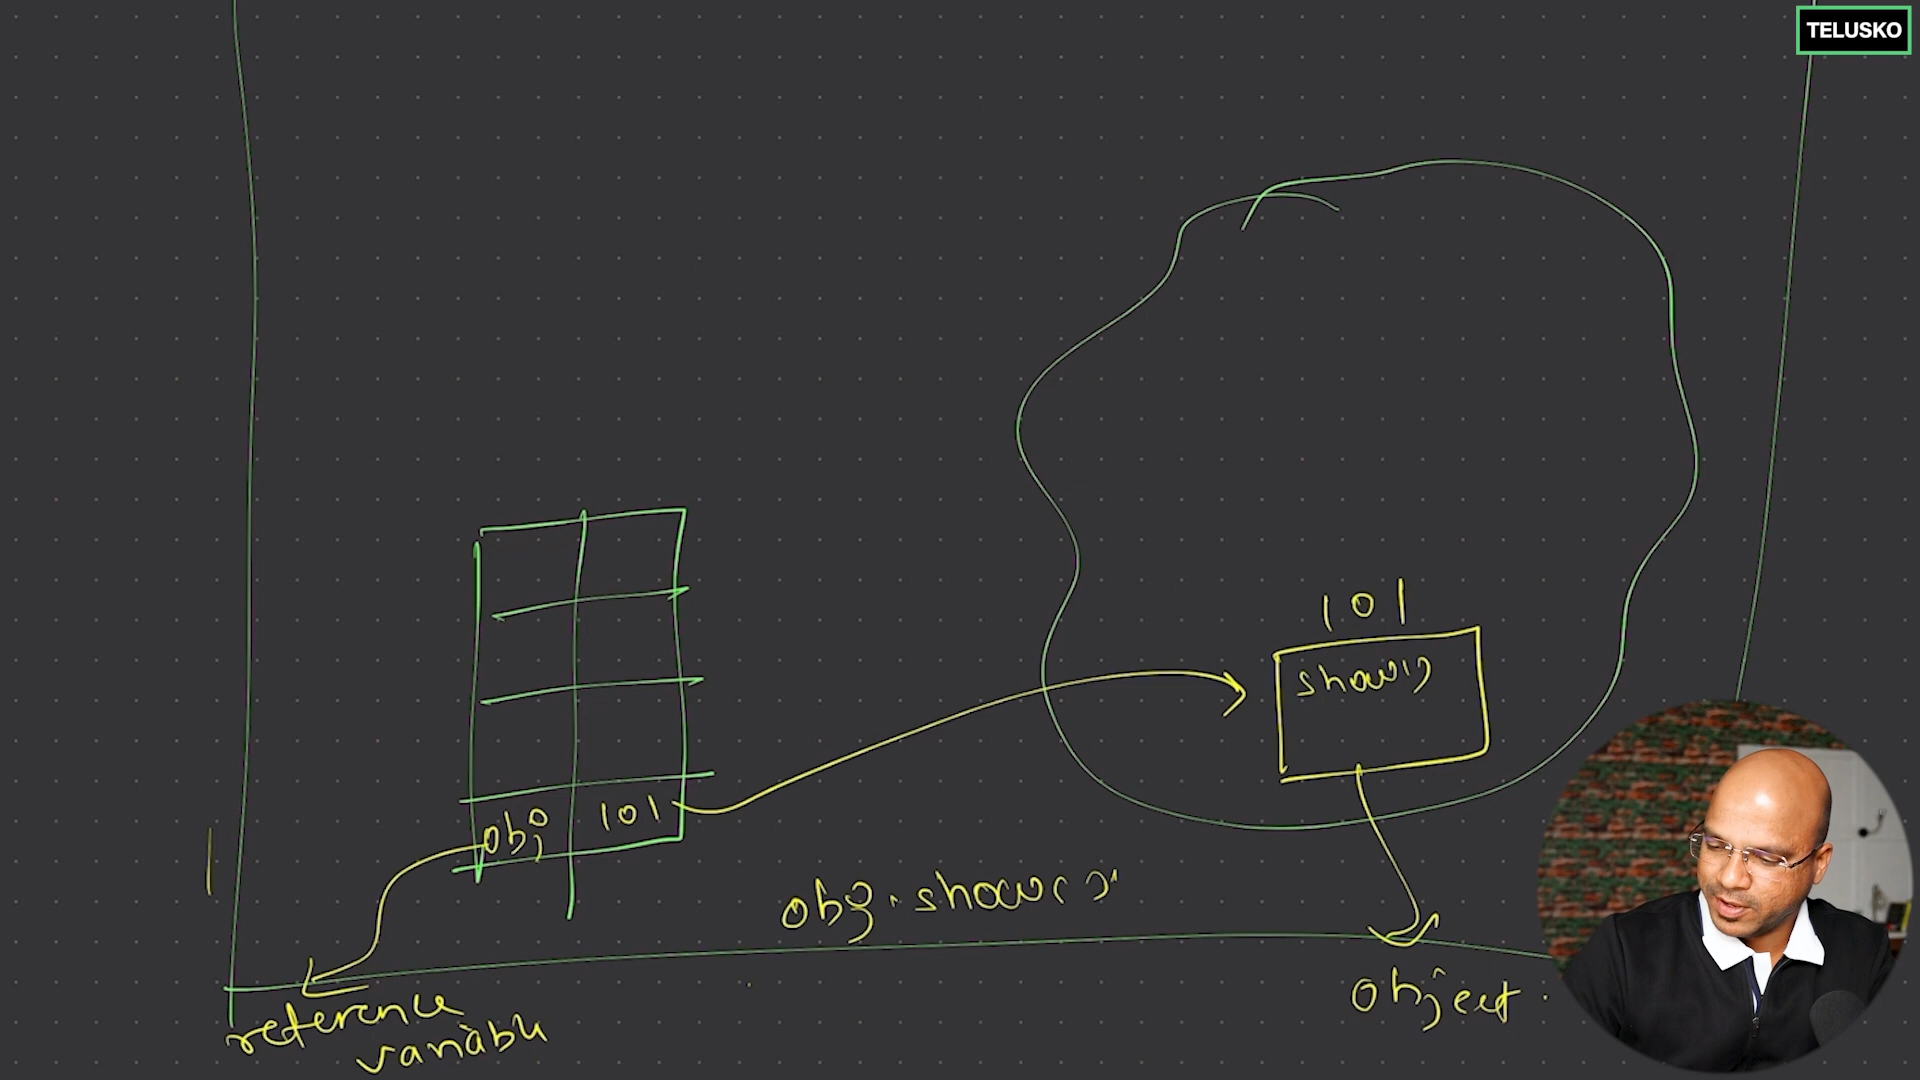 TELUSKO
101
show()
obj 101
obj.show()
object.
reference
variable